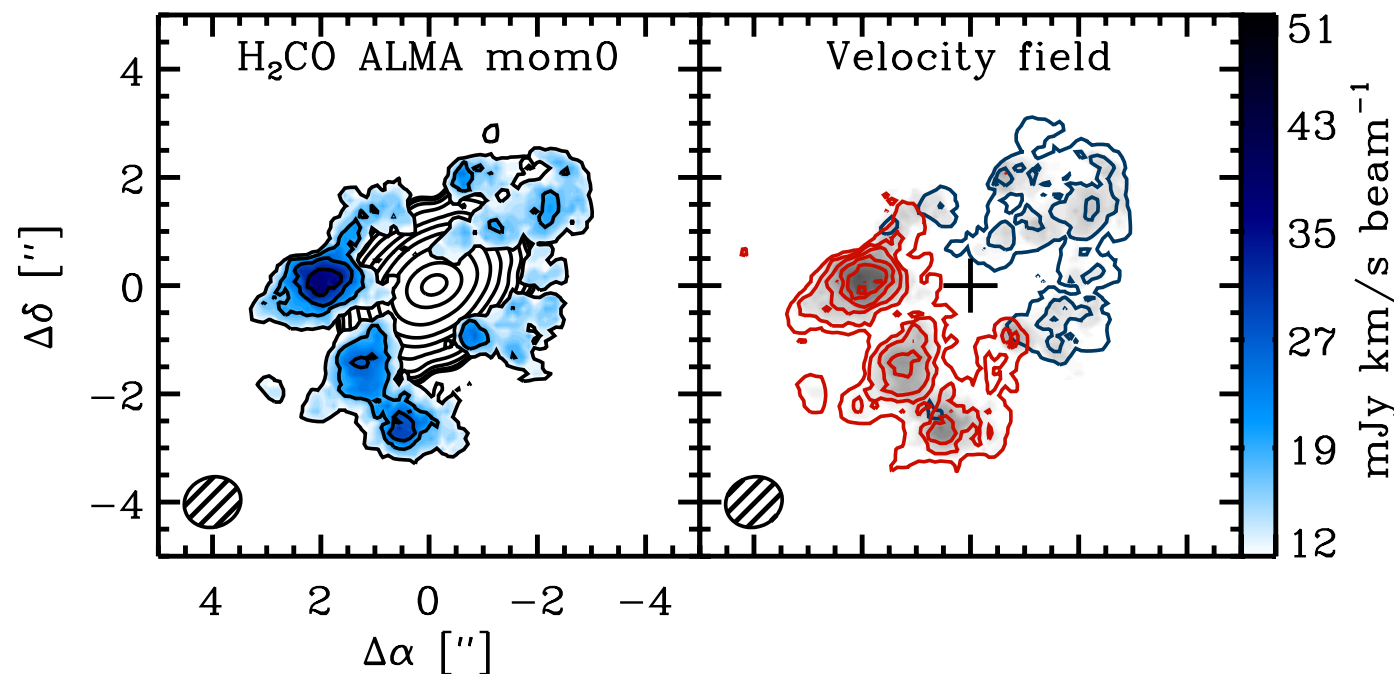 H₂CO ALMA mom0
Velocity field
4
2
0
−2
−4
Δδ [″]
4 2 0 −2 −4
Δα [″]
51
43
35
27
19
12
mJy km/s beam⁻¹